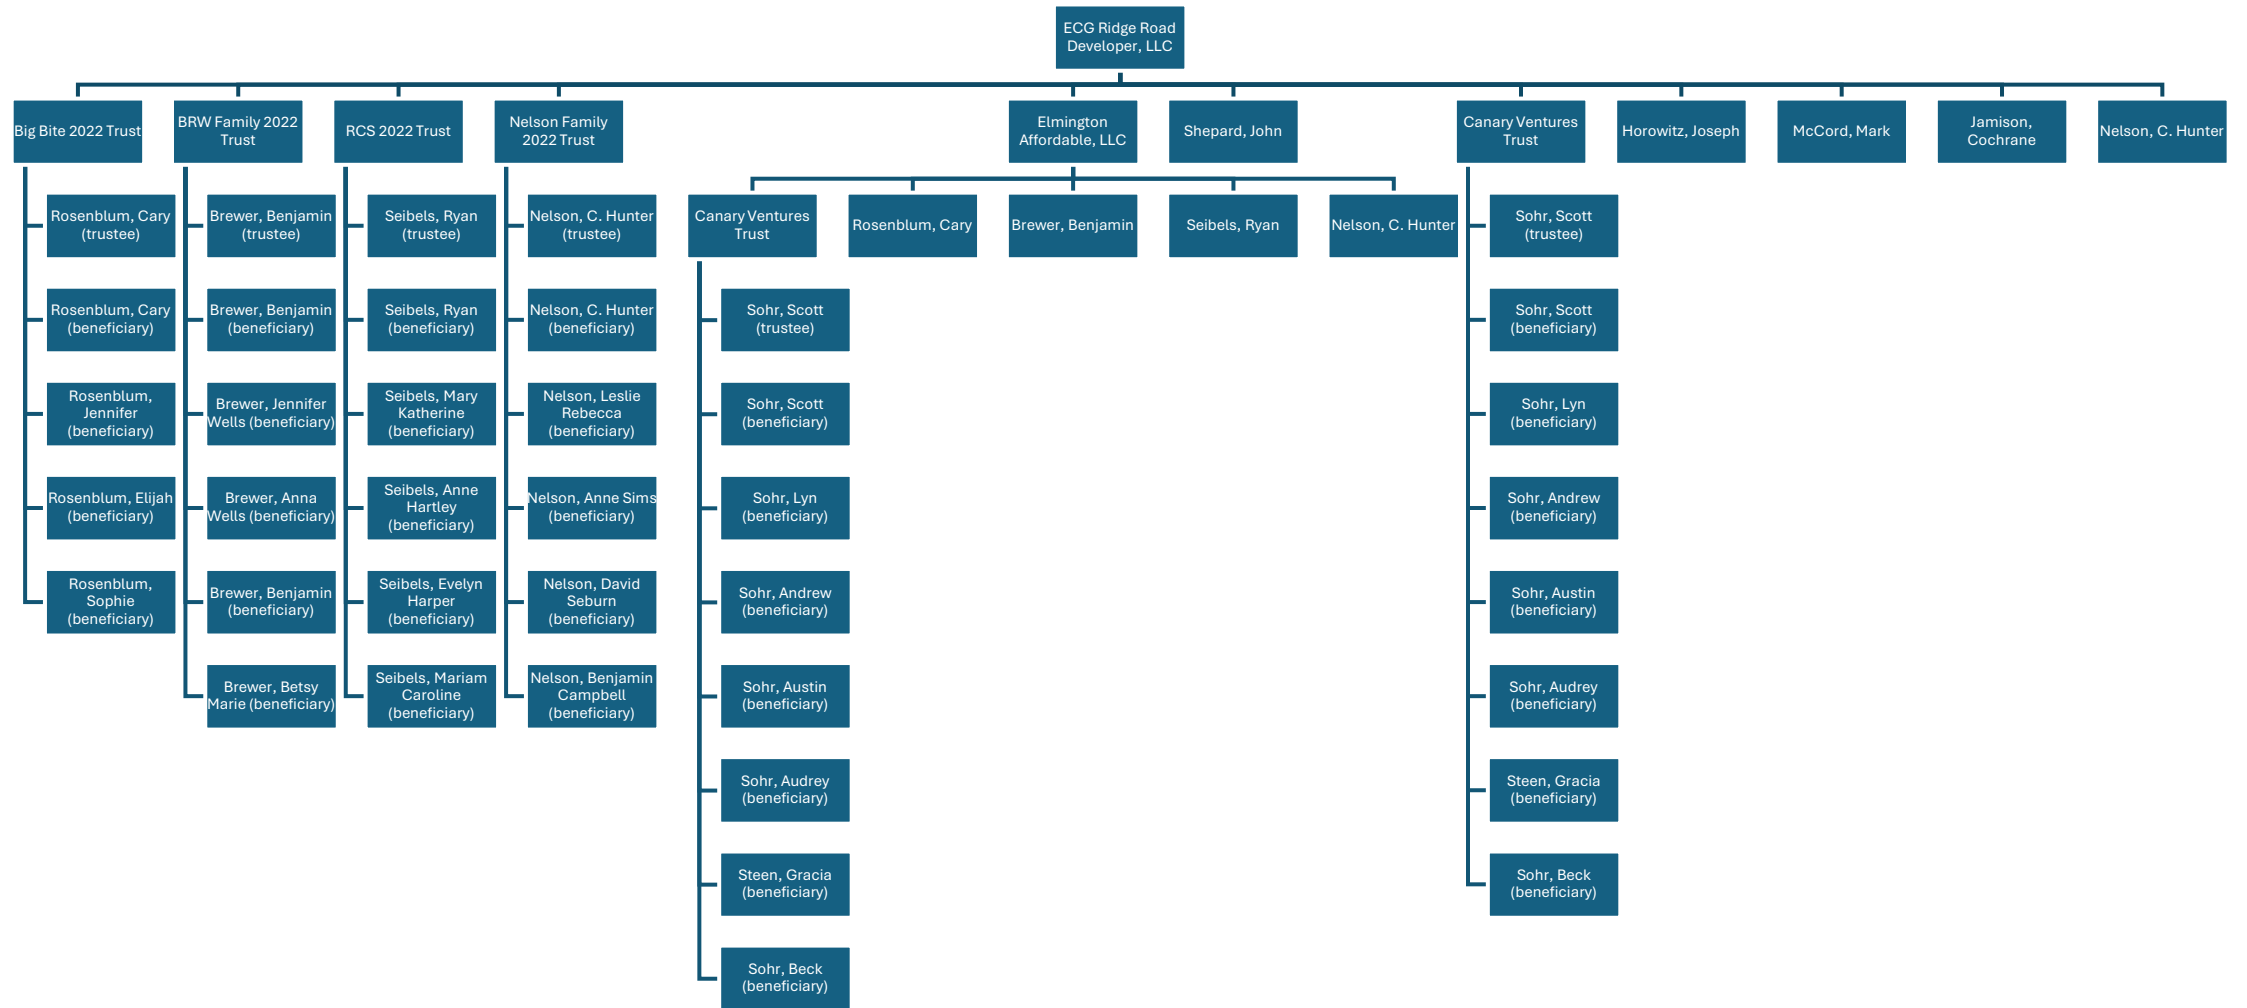 ECG Ridge Road
Developer, LLC
Big Bite 2022 Trust
BRW Family 2022
Trust
RCS 2022 Trust
Nelson Family
2022 Trust
Elmington
Affordable, LLC
Shepard, John
Canary Ventures
Trust
Horowitz, Joseph
McCord, Mark
Jamison,
Cochrane
Nelson, C. Hunter
Rosenblum, Cary
(trustee)
Rosenblum, Cary
(beneficiary)
Rosenblum,
Jennifer
(beneficiary)
Rosenblum, Elijah
(beneficiary)
Rosenblum,
Sophie
(beneficiary)
Brewer, Benjamin
(trustee)
Brewer, Benjamin
(beneficiary)
Brewer, Jennifer
Wells (beneficiary)
Brewer, Anna
Wells (beneficiary)
Brewer, Benjamin
(beneficiary)
Brewer, Betsy
Marie (beneficiary)
Seibels, Ryan
(trustee)
Seibels, Ryan
(beneficiary)
Seibels, Mary
Katherine
(beneficiary)
Seibels, Anne
Hartley
(beneficiary)
Seibels, Evelyn
Harper
(beneficiary)
Seibels, Mariam
Caroline
(beneficiary)
Nelson, C. Hunter
(trustee)
Nelson, C. Hunter
(beneficiary)
Nelson, Leslie
Rebecca
(beneficiary)
Nelson, Anne Sims
(beneficiary)
Nelson, David
Seburn
(beneficiary)
Nelson, Benjamin
Campbell
(beneficiary)
Canary Ventures
Trust
Rosenblum, Cary
Brewer, Benjamin
Seibels, Ryan
Nelson, C. Hunter
Sohr, Scott
(trustee)
Sohr, Scott
(beneficiary)
Sohr, Lyn
(beneficiary)
Sohr, Andrew
(beneficiary)
Sohr, Austin
(beneficiary)
Sohr, Audrey
(beneficiary)
Steen, Gracia
(beneficiary)
Sohr, Beck
(beneficiary)
Sohr, Scott
(trustee)
Sohr, Scott
(beneficiary)
Sohr, Lyn
(beneficiary)
Sohr, Andrew
(beneficiary)
Sohr, Austin
(beneficiary)
Sohr, Audrey
(beneficiary)
Steen, Gracia
(beneficiary)
Sohr, Beck
(beneficiary)